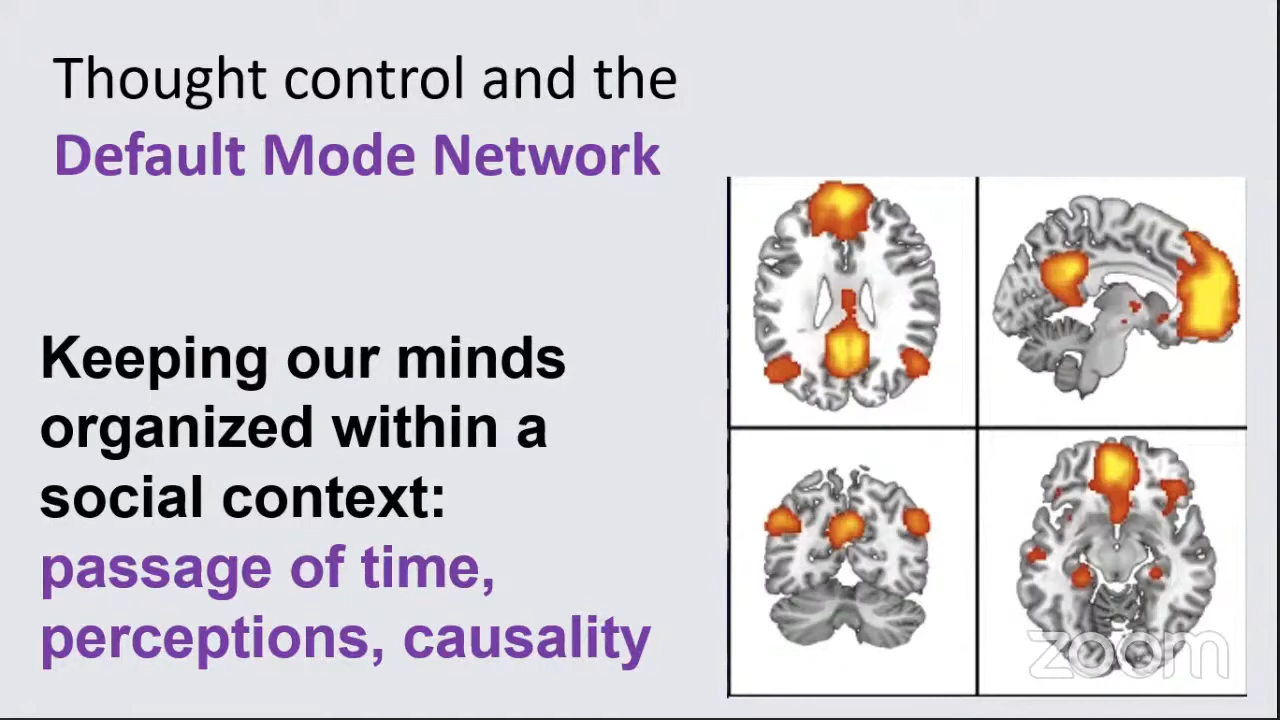 Thought control and the
Default Mode Network
Keeping our minds
organized within a
social context:
passage of time,
perceptions, causality
zoom